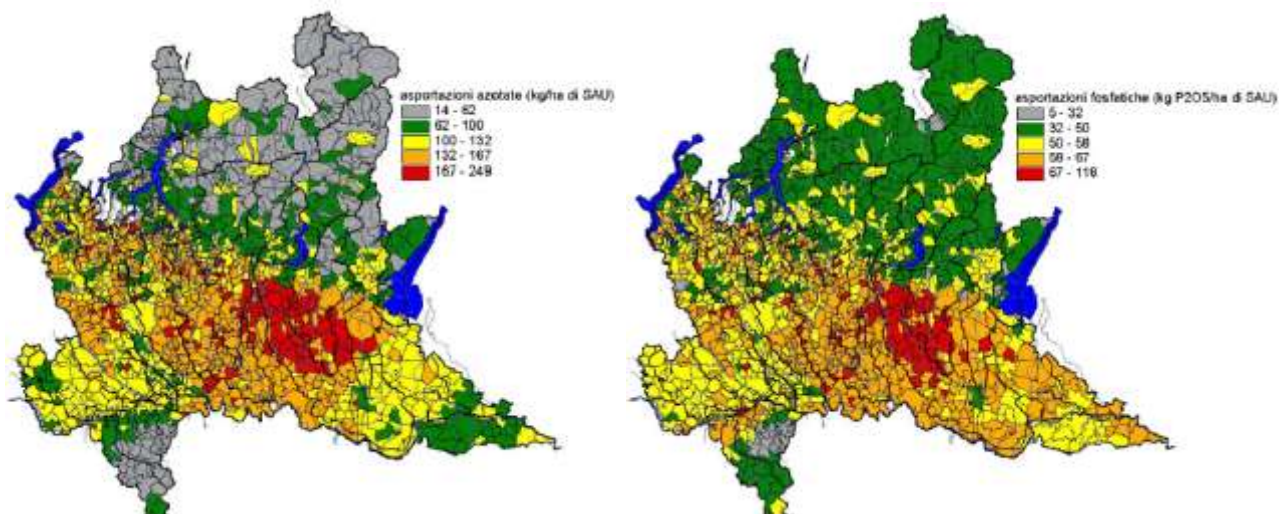 asportazioni azotate (kg/ha di SAU)
14 - 62
62 - 100
100 - 132
132 - 167
167 - 249
asportazioni fosfatiche (kg P2O5/ha di SAU)
5 - 32
32 - 50
50 - 58
58 - 67
67 - 118